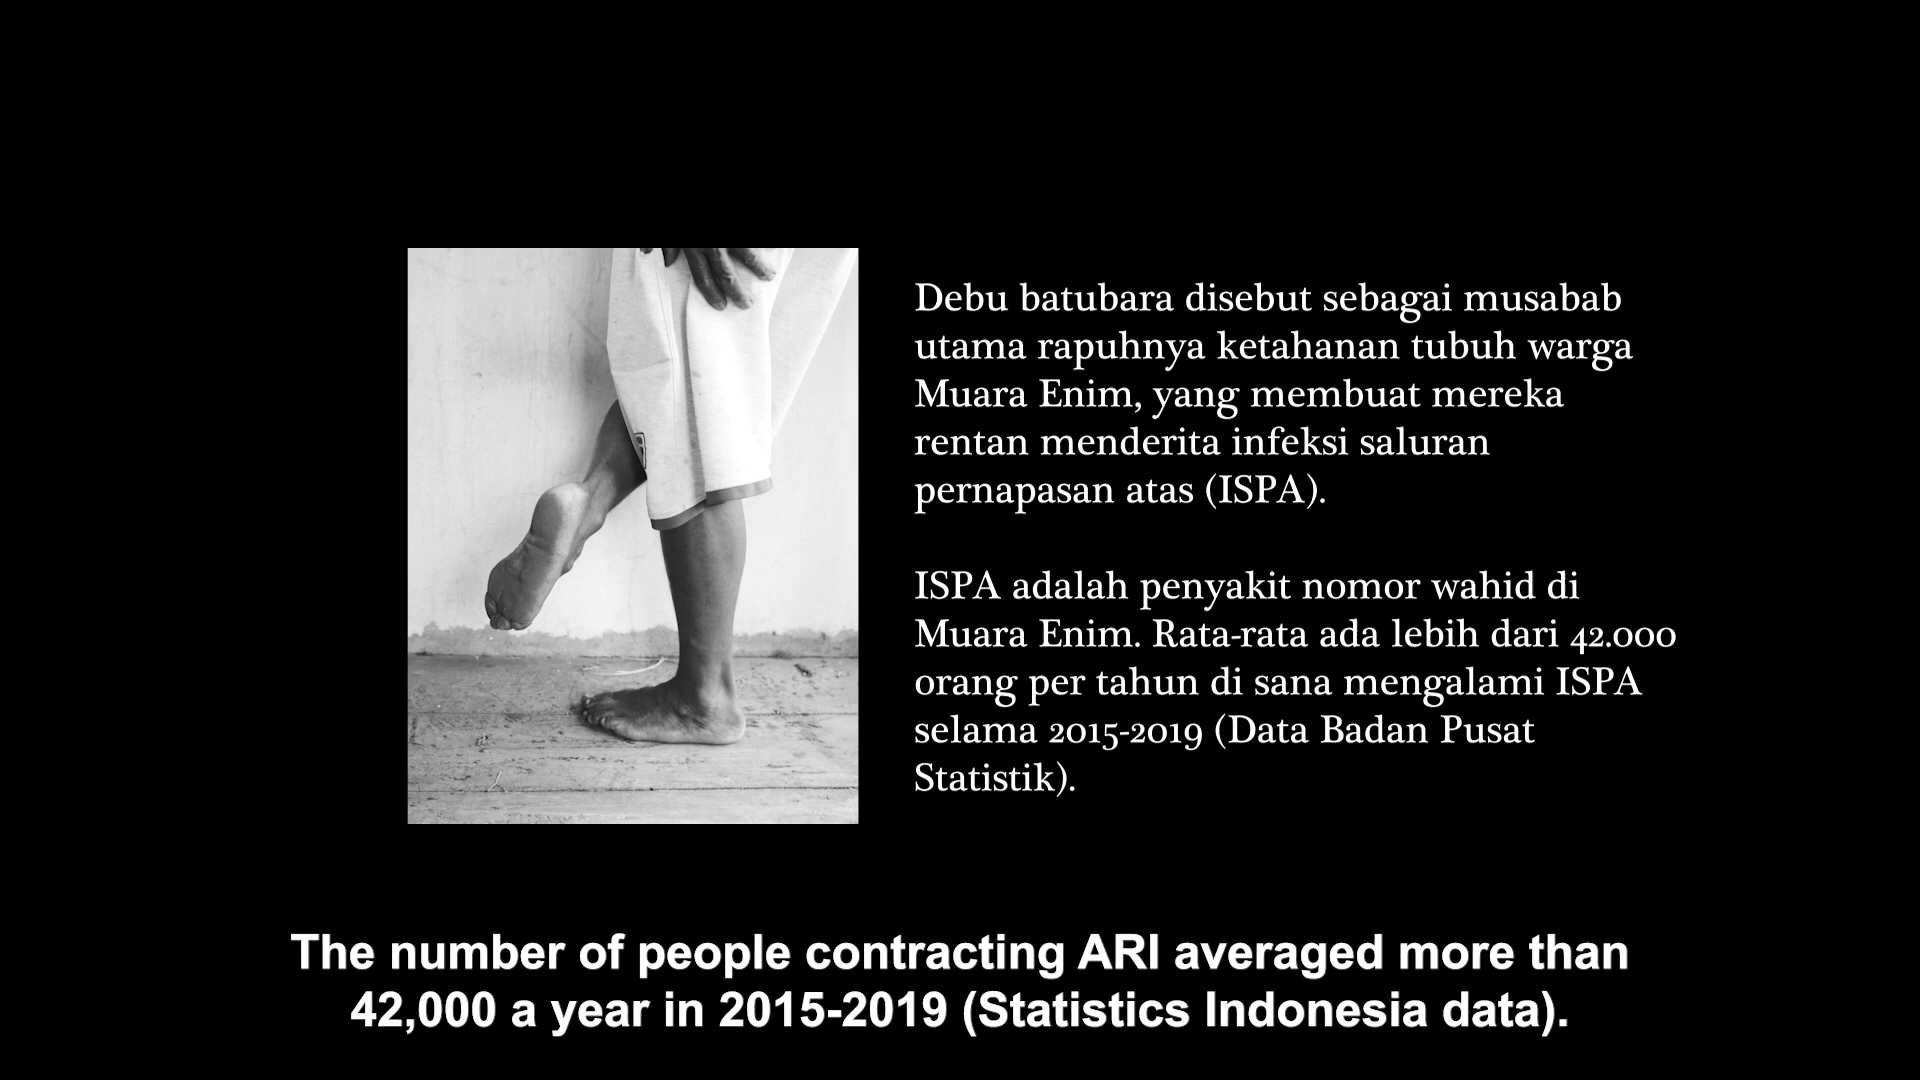 Debu batubara disebut sebagai musabab
utama rapuhnya ketahanan tubuh warga
Muara Enim, yang membuat mereka
rentan menderita infeksi saluran
pernapasan atas (ISPA).
ISPA adalah penyakit nomor wahid di
Muara Enim. Rata-rata ada lebih dari 42.000
orang per tahun di sana mengalami ISPA
selama 2015-2019 (Data Badan Pusat
Statistik).
The number of people contracting ARI averaged more than
42,000 a year in 2015-2019 (Statistics Indonesia data).